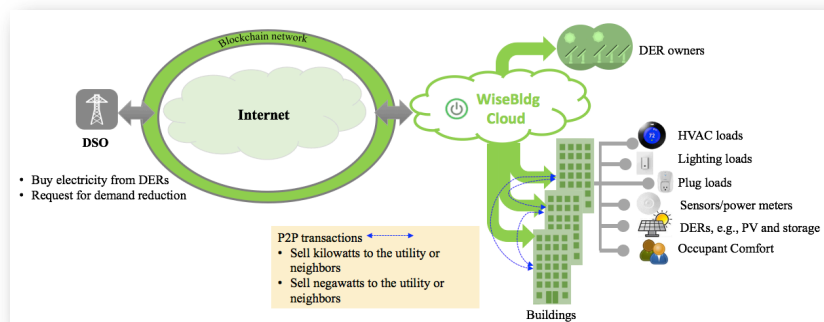 Blockchain network
Internet
DSO
• Buy electricity from DERs
• Request for demand reduction
WiseBldg
Cloud
DER owners
72
HVAC loads
Lighting loads
Plug loads
Sensors/power meters
DERs, e.g., PV and storage
Occupant Comfort
Buildings
P2P transactions
• Sell kilowatts to the utility or
neighbors
• Sell negawatts to the utility or
neighbors